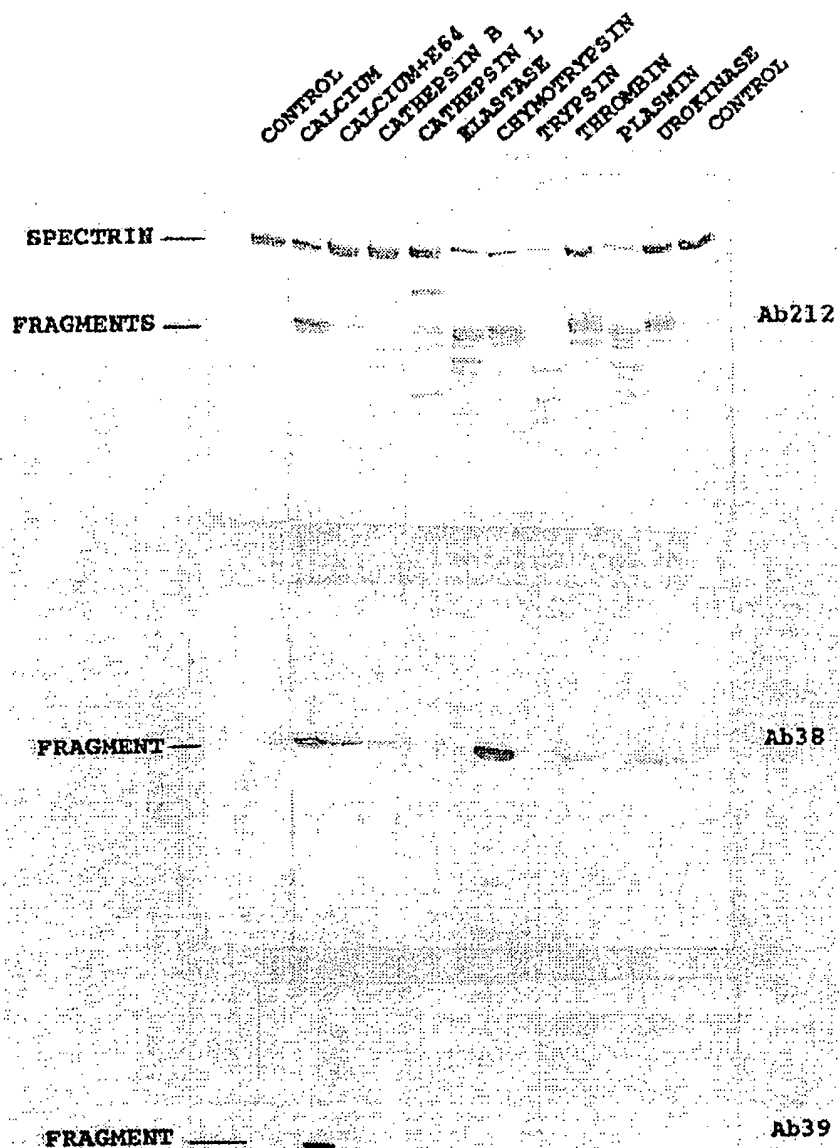 CONTROL
CALCIUM
CALCIUM+E64
CATHEPSIN B
CATHEPSIN L
ELASTASE
CHYMOTRYPSIN
TRYPSIN
THROMBIN
PLASMIN
UROKINASE
CONTROL
SPECTRIN
FRAGMENTS
Ab212
FRAGMENT
Ab38
FRAGMENT
Ab39